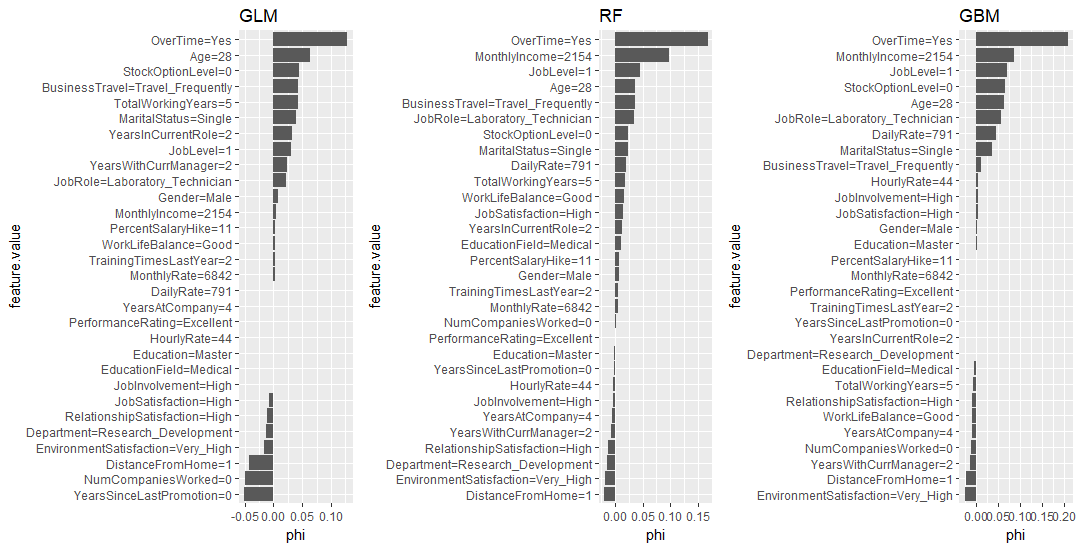 GLM
feature.value
OverTime=Yes
Age=28
StockOptionLevel=0
BusinessTravel=Travel_Frequently
TotalWorkingYears=5
MaritalStatus=Single
YearsInCurrentRole=2
JobLevel=1
YearsWithCurrManager=2
JobRole=Laboratory_Technician
Gender=Male
MonthlyIncome=2154
PercentSalaryHike=11
WorkLifeBalance=Good
TrainingTimesLastYear=2
MonthlyRate=6842
DailyRate=791
YearsAtCompany=4
PerformanceRating=Excellent
HourlyRate=44
Education=Master
EducationField=Medical
JobInvolvement=High
JobSatisfaction=High
RelationshipSatisfaction=High
Department=Research_Development
EnvironmentSatisfaction=Very_High
DistanceFromHome=1
NumCompaniesWorked=0
YearsSinceLastPromotion=0
-0.05 0.00 0.05 0.10
phi
RF
feature.value
OverTime=Yes
MonthlyIncome=2154
JobLevel=1
Age=28
BusinessTravel=Travel_Frequently
JobRole=Laboratory_Technician
StockOptionLevel=0
MaritalStatus=Single
DailyRate=791
TotalWorkingYears=5
WorkLifeBalance=Good
JobSatisfaction=High
YearsInCurrentRole=2
EducationField=Medical
PercentSalaryHike=11
Gender=Male
TrainingTimesLastYear=2
MonthlyRate=6842
NumCompaniesWorked=0
PerformanceRating=Excellent
Education=Master
YearsSinceLastPromotion=0
HourlyRate=44
JobInvolvement=High
YearsAtCompany=4
YearsWithCurrManager=2
RelationshipSatisfaction=High
Department=Research_Development
EnvironmentSatisfaction=Very_High
DistanceFromHome=1
0.00 0.05 0.10 0.15
phi
GBM
feature.value
OverTime=Yes
MonthlyIncome=2154
JobLevel=1
StockOptionLevel=0
Age=28
JobRole=Laboratory_Technician
DailyRate=791
MaritalStatus=Single
BusinessTravel=Travel_Frequently
HourlyRate=44
JobInvolvement=High
JobSatisfaction=High
Gender=Male
Education=Master
PercentSalaryHike=11
MonthlyRate=6842
PerformanceRating=Excellent
TrainingTimesLastYear=2
YearsSinceLastPromotion=0
YearsInCurrentRole=2
Department=Research_Development
EducationField=Medical
TotalWorkingYears=5
RelationshipSatisfaction=High
WorkLifeBalance=Good
YearsAtCompany=4
NumCompaniesWorked=0
YearsWithCurrManager=2
DistanceFromHome=1
EnvironmentSatisfaction=Very_High
0.00 0.05 0.10 0.15 0.20
phi